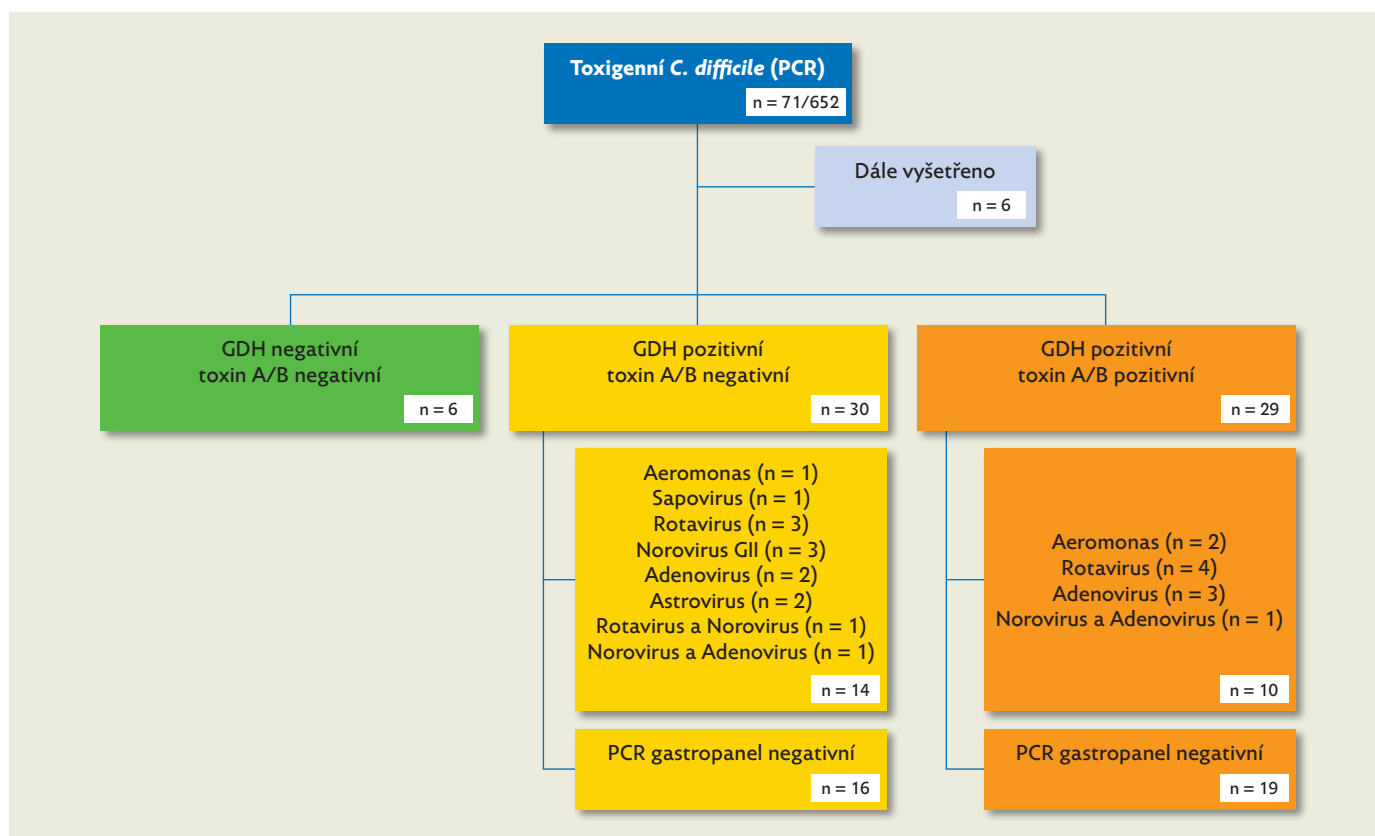 Toxigenní C. difficile (PCR)
n = 71/652
Dále vyšetřeno
n = 6
GDH negativní
toxin A/B negativní
n = 6
GDH pozitivní
toxin A/B negativní
n = 30
GDH pozitivní
toxin A/B pozitivní
n = 29
Aeromonas (n = 1)
Sapovirus (n = 1)
Rotavirus (n = 3)
Norovirus GII (n = 3)
Adenovirus (n = 2)
Astrovirus (n = 2)
Rotavirus a Norovirus (n = 1)
Norovirus a Adenovirus (n = 1)
n = 14
Aeromonas (n = 2)
Rotavirus (n = 4)
Adenovirus (n = 3)
Norovirus a Adenovirus (n = 1)
n = 10
PCR gastropanel negativní
n = 16
PCR gastropanel negativní
n = 19